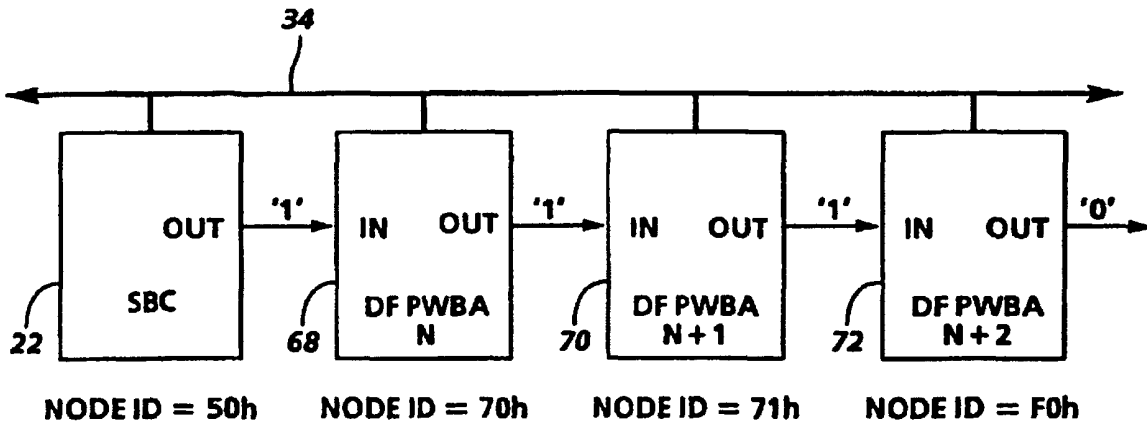 34
OUT
'1'
IN
OUT
'1'
IN
OUT
'1'
IN
OUT
'0'
SBC
DF PWBA
N
DF PWBA
N + 1
DF PWBA
N + 2
22
68
70
72
NODE ID = 50h
NODE ID = 70h
NODE ID = 71h
NODE ID = F0h